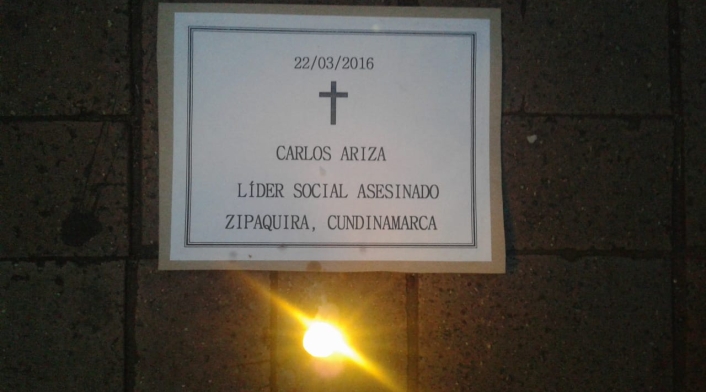 22/03/2016
CARLOS ARIZA
LÍDER SOCIAL ASESINADO
ZIPAQUIRA, CUNDINAMARCA